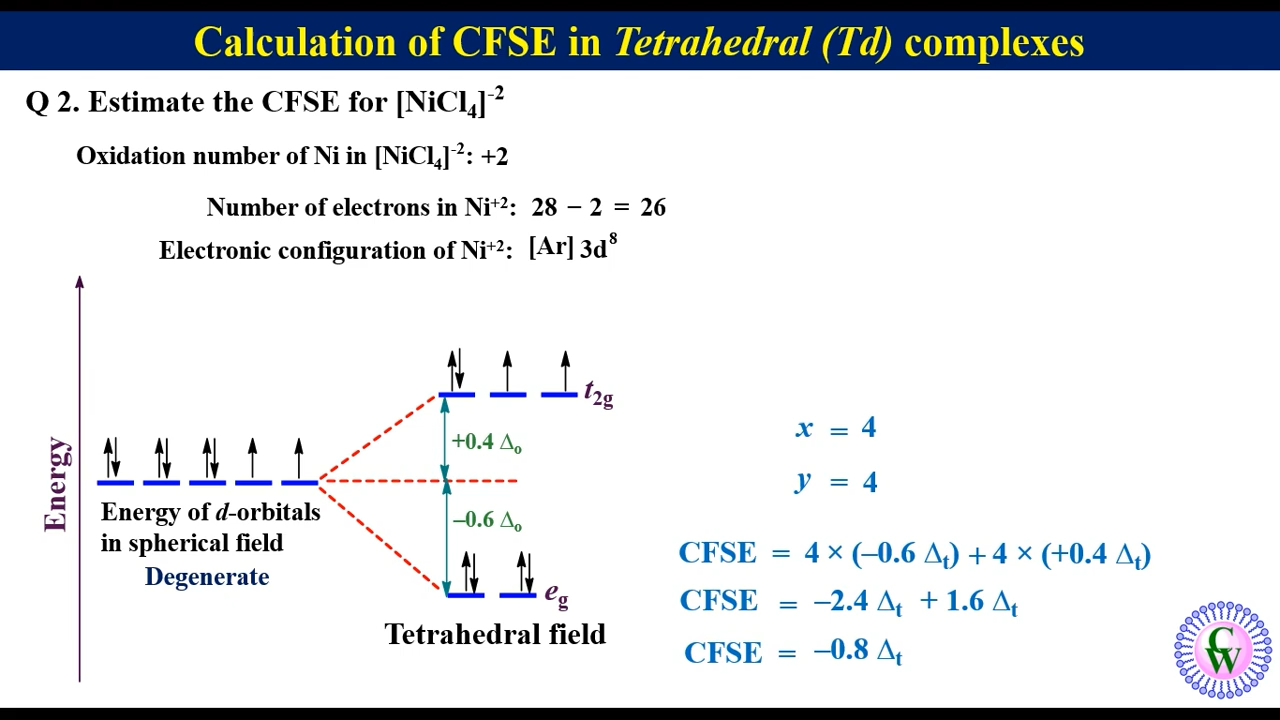 Calculation of CFSE in Tetrahedral (Td) complexes
Q 2. Estimate the CFSE for [NiCl₄]⁻²
Oxidation number of Ni in [NiCl₄]⁻²: +2
Number of electrons in Ni⁺²: 28 − 2 = 26
Electronic configuration of Ni⁺²: [Ar] 3d⁸
Energy
Energy of d-orbitals
in spherical field
Degenerate
t₂g
+0.4 Δₒ
–0.6 Δₒ
e_g
Tetrahedral field
x = 4
y = 4
CFSE = 4 × (–0.6 Δₜ) + 4 × (+0.4 Δₜ)
CFSE = –2.4 Δₜ + 1.6 Δₜ
CFSE = –0.8 Δₜ
CW